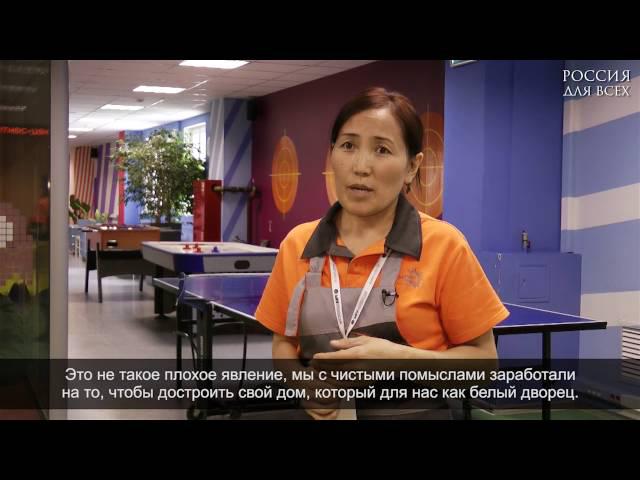 РОССИЯ
ДЛЯ ВСЕХ
Это не такое плохое явление, мы с чистыми помыслами заработали
на то, чтобы достроить свой дом, который для нас как белый дворец.